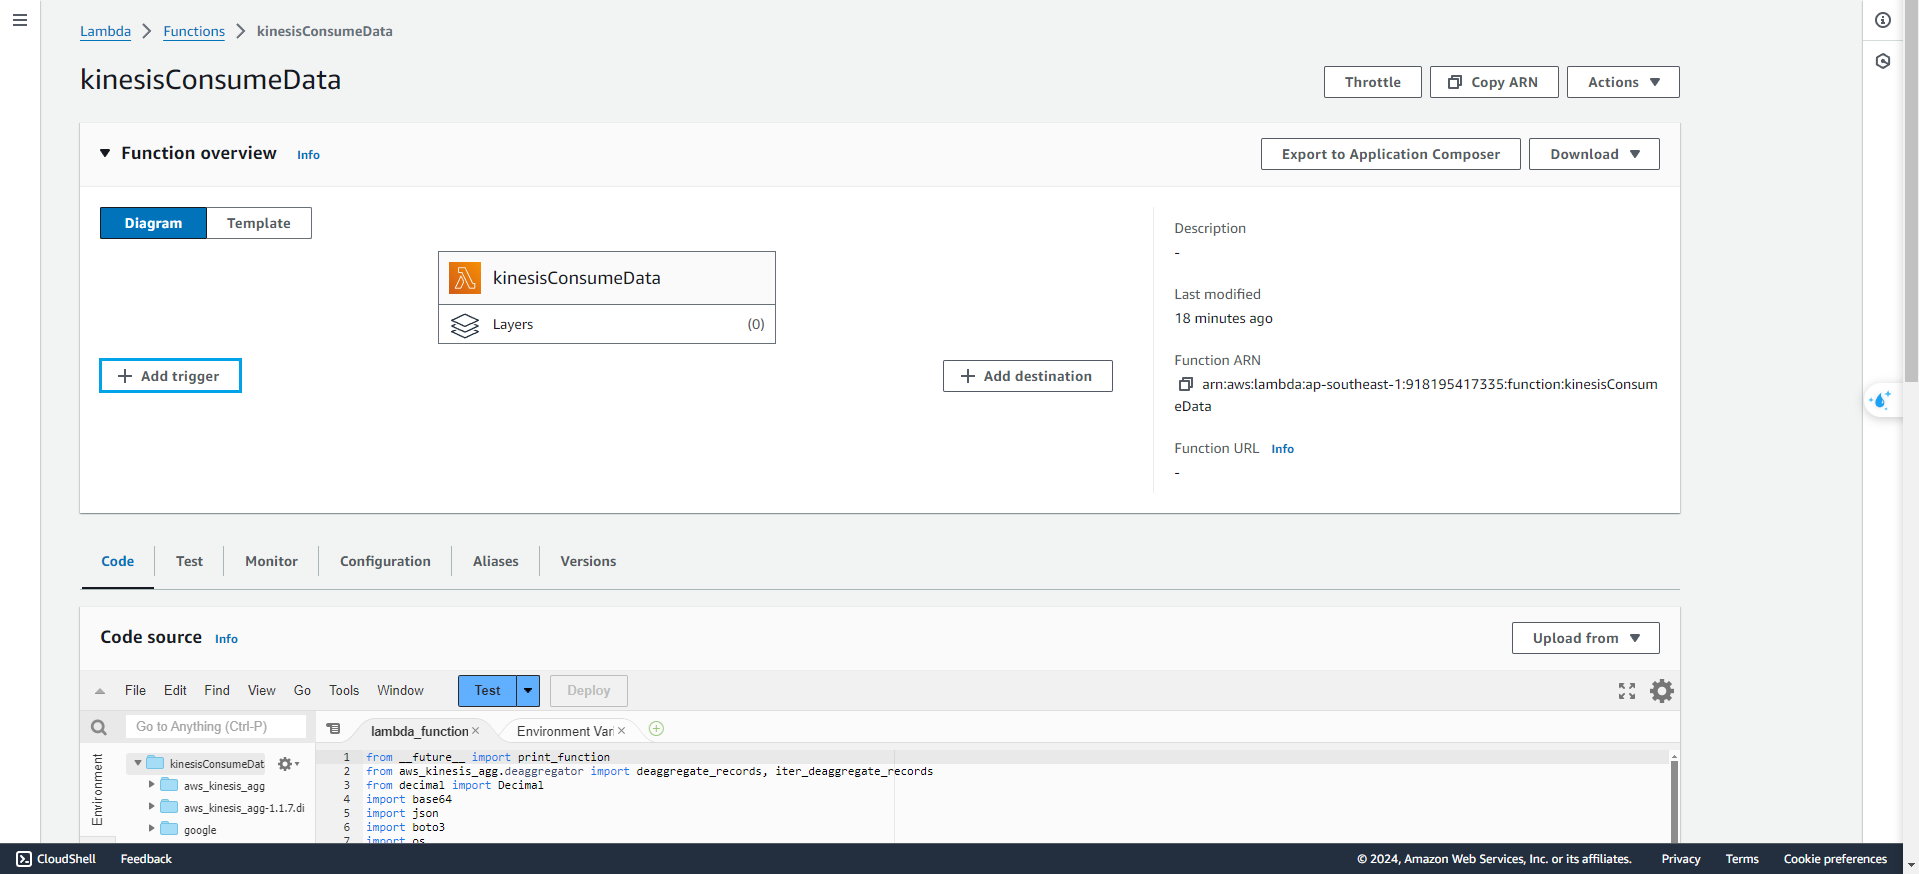 Lambda > Functions > kinesisConsumeData
kinesisConsumeData
Throttle
Copy ARN
Actions
Function overview Info
Export to Application Composer
Download
Diagram
Template
kinesisConsumeData
Layers (0)
+ Add trigger
+ Add destination
Description
-
Last modified
18 minutes ago
Function ARN
arn:aws:lambda:ap-southeast-1:918195417335:function:kinesisConsum
eData
Function URL Info
-
Code
Test
Monitor
Configuration
Aliases
Versions
Code source Info
Upload from
File Edit Find View Go Tools Window
Test
Deploy
Go to Anything (Ctrl-P)
lambda_function ×
Environment Vari ×
Environment
kinesisConsumeDat
aws_kinesis_agg
aws_kinesis_agg-1.1.7.di
google
1 from __future__ import print_function
2 from aws_kinesis_agg.deaggregator import deaggregate_records, iter_deaggregate_records
3 from decimal import Decimal
4 import base64
5 import json
6 import boto3
7 import os
CloudShell
Feedback
© 2024, Amazon Web Services, Inc. or its affiliates.
Privacy
Terms
Cookie preferences